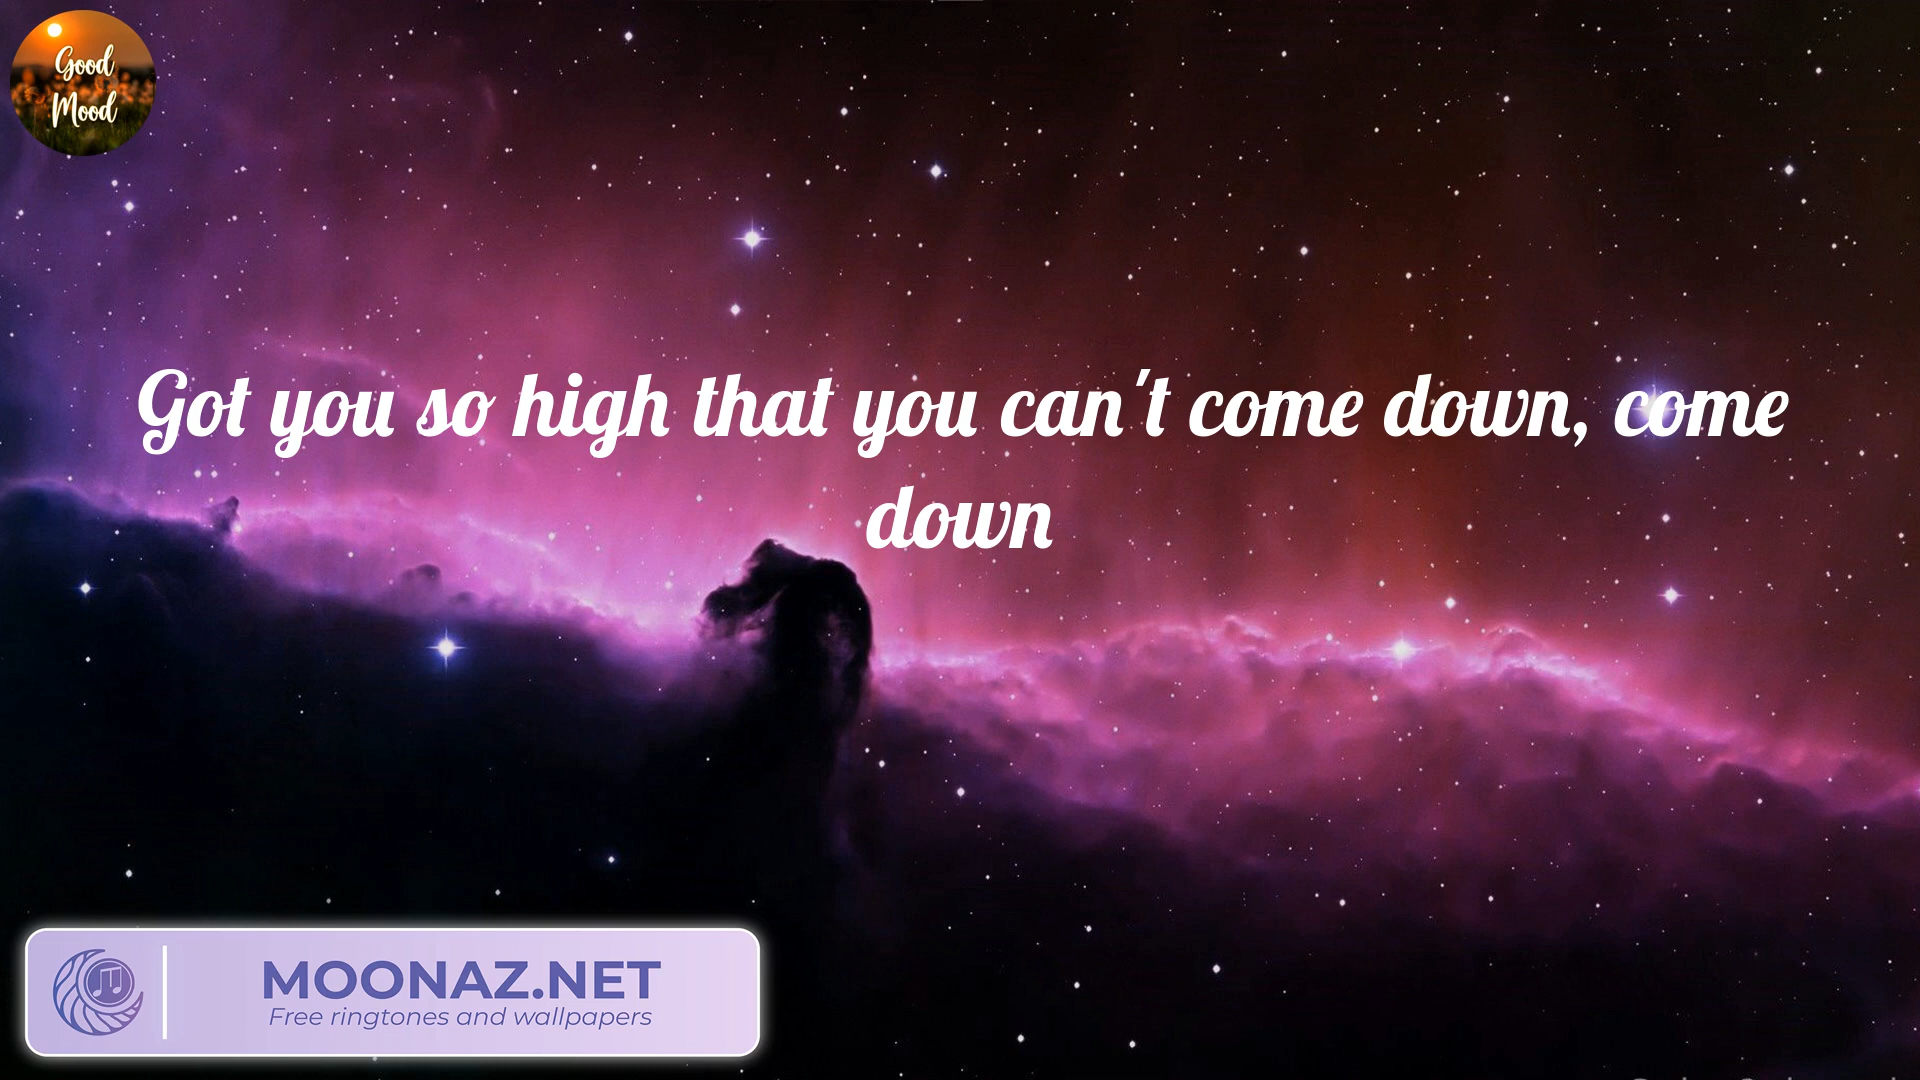 Good
Mood
Got you so high that you can't come down, come
down
MOONAZ.NET
Free ringtones and wallpapers